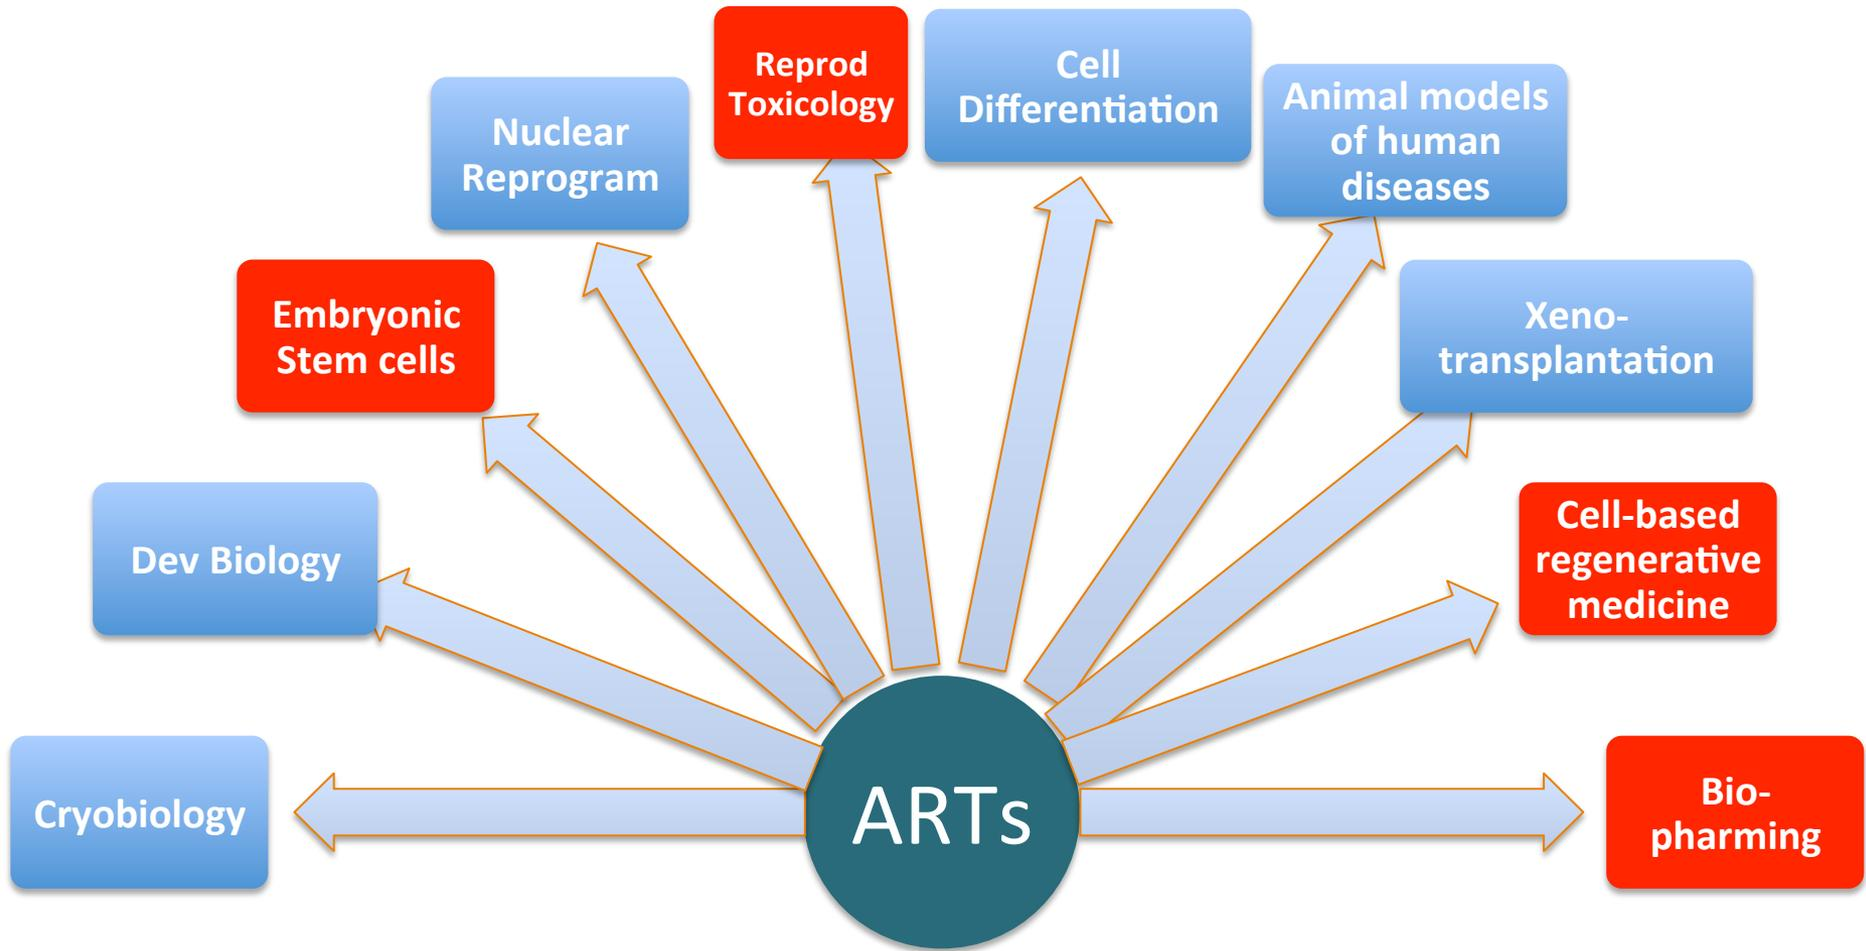 Reprod
Toxicology
Cell
Differentiation
Nuclear
Reprogram
Animal models
of human
diseases
Embryonic
Stem cells
Xeno-
transplantation
Dev Biology
Cell-based
regenerative
medicine
Cryobiology
ARTs
Bio-
pharming